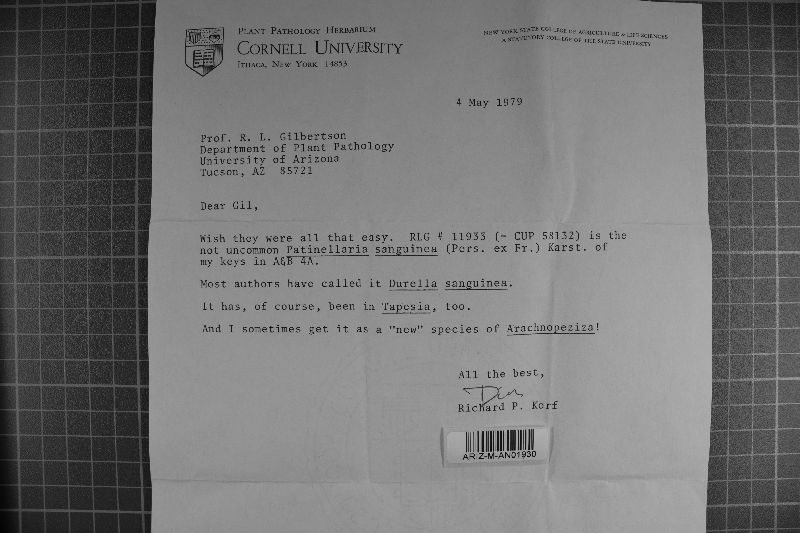 PLANT PATHOLOGY HERBARIUM
CORNELL UNIVERSITY
ITHACA, NEW YORK 14853
NEW YORK STATE COLLEGE OF AGRICULTURE & LIFE SCIENCES
A STATUTORY COLLEGE OF THE STATE UNIVERSITY
4 May 1979
Prof. R. L. Gilbertson
Department of Plant Pathology
University of Arizona
Tucson, AZ 85721
Dear Gil,
Wish they were all that easy. RLG # 11933 (= CUP 58132) is the
not uncommon Patinellaria sanguinea (Pers. ex Fr.) Karst. of
my keys in A&B 4A.
Most authors have called it Durella sanguinea.
It has, of course, been in Tapesia, too.
And I sometimes get it as a "new" species of Arachnopeziza!
All the best,
Dick
Richard P. Korf
ARIZ-M-AN01930